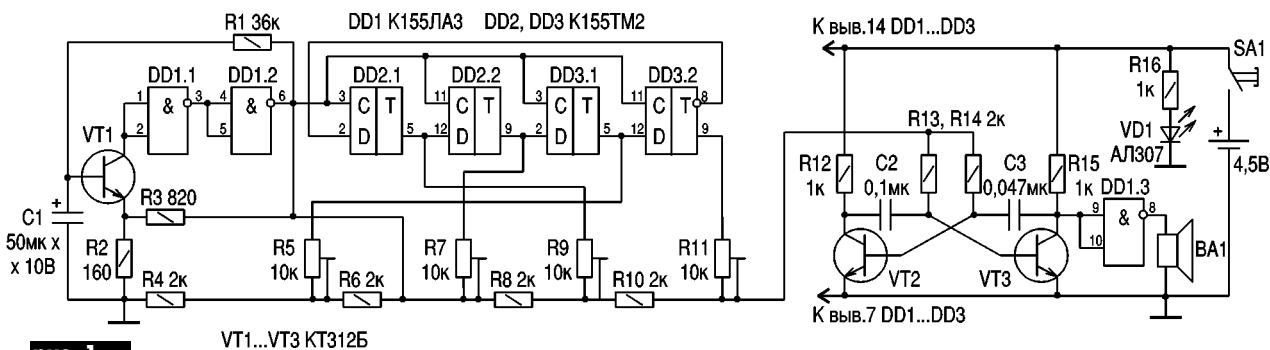 R1 36к
DD1 К155ЛА3 DD2, DD3 К155ТМ2
К выв.14 DD1...DD3
SA1
DD1.1 DD1.2 DD2.1 DD2.2 DD3.1 DD3.2
R16
1к
1 & 3 4 & 6 3 C T 11 C T 3 C T 11 C T 8
VT1
2 5 2 D 5 12 D 9 2 D 5 12 D 9
R13, R14 2к
VD1
АЛ307
+
4,5В
R12
1к
C2
0,1мк
C3
0,047мк
R15
1к
DD1.3
R3 820
+
C1
50мк x
x 10В
R2
160
9 & 8
10
BA1
R5
10к
R7
10к
R9
10к
R11
10к
VT2
VT3
R4 2к R6 2к R8 2к R10 2к
К выв.7 DD1...DD3
VT1...VT3 КТ312Б